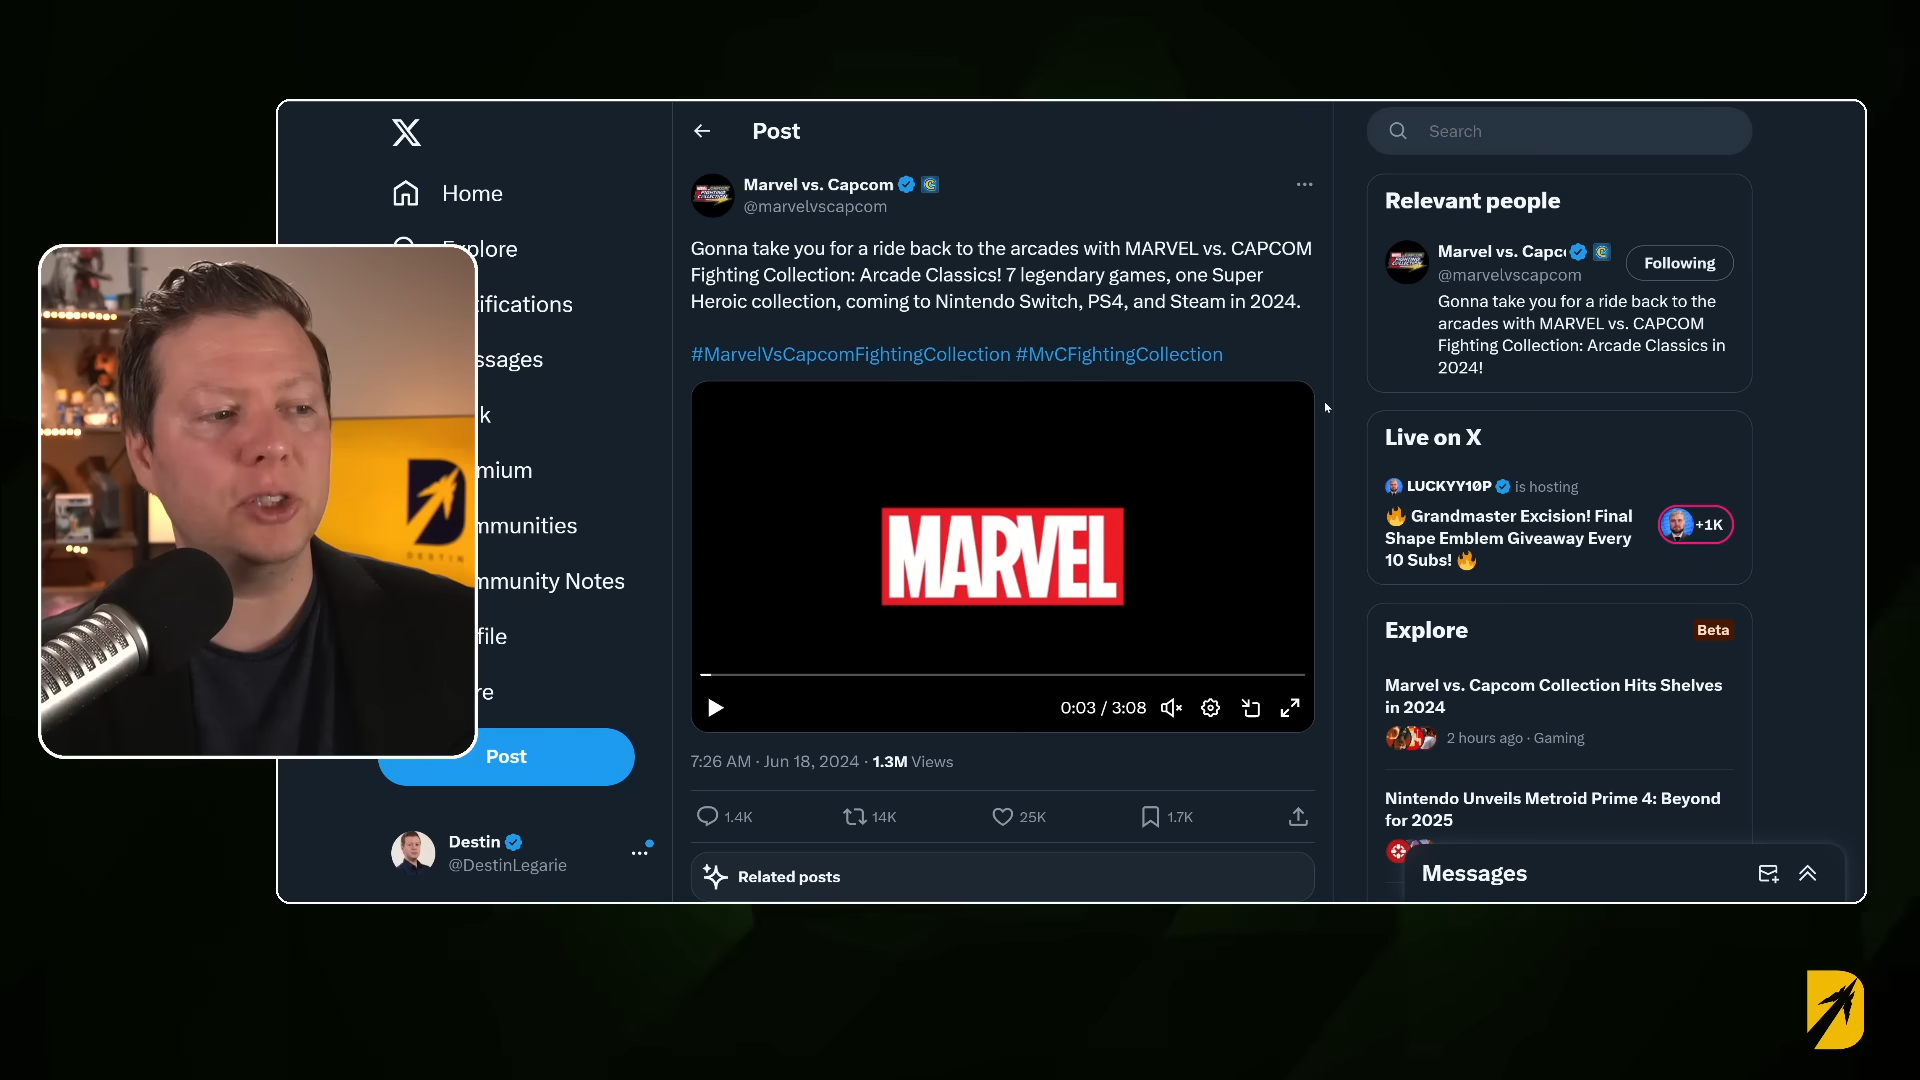 Home
Explore
ifications
ssages
k
mium
mmunities
mmunity Notes
file
re
Post
Destin
@DestinLegarie
DESTIN
Post
Marvel vs. Capcom
@marvelvscapcom
Gonna take you for a ride back to the arcades with MARVEL vs. CAPCOM
Fighting Collection: Arcade Classics! 7 legendary games, one Super
Heroic collection, coming to Nintendo Switch, PS4, and Steam in 2024.
#MarvelVsCapcomFightingCollection #MvCFightingCollection
MARVEL
0:03 / 3:08
7:26 AM · Jun 18, 2024 · 1.3M Views
1.4K
14K
25K
1.7K
Related posts
Search
Relevant people
Marvel vs. Capc
@marvelvscapcom
Following
Gonna take you for a ride back to the
arcades with MARVEL vs. CAPCOM
Fighting Collection: Arcade Classics in
2024!
Live on X
LUCKYY10P is hosting
🔥 Grandmaster Excision! Final
Shape Emblem Giveaway Every
10 Subs! 🔥
+1K
Explore
Beta
Marvel vs. Capcom Collection Hits Shelves
in 2024
2 hours ago · Gaming
Nintendo Unveils Metroid Prime 4: Beyond
for 2025
Messages